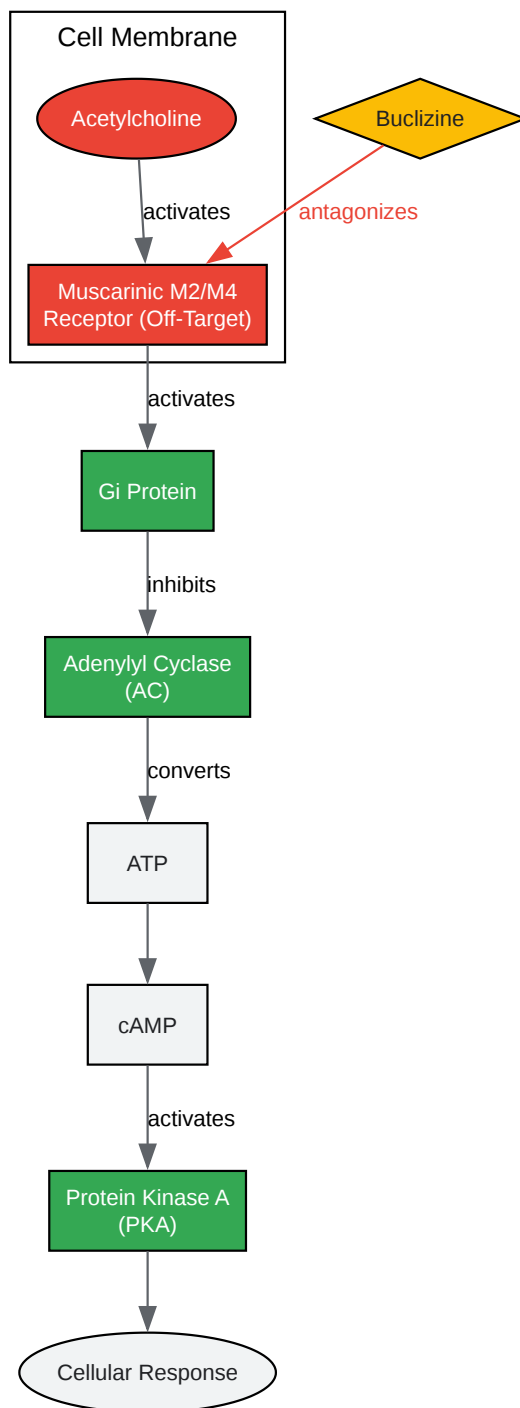 Cell Membrane
Acetylcholine
Buclizine
activates
antagonizes
Muscarinic M2/M4
Receptor (Off-Target)
activates
Gi Protein
inhibits
Adenylyl Cyclase
(AC)
converts
ATP
cAMP
activates
Protein Kinase A
(PKA)
Cellular Response